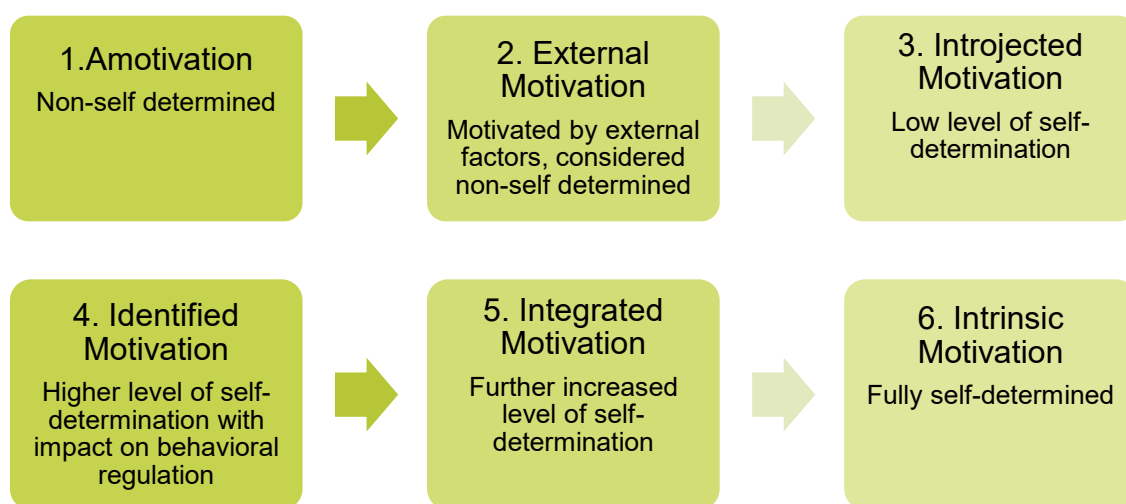 1.Amotivation
Non-self determined
2. External
Motivation
Motivated by external
factors, considered
non-self determined
3. Introjected
Motivation
Low level of self-
determination
4. Identified
Motivation
Higher level of self-
determination with
impact on behavioral
regulation
5. Integrated
Motivation
Further increased
level of self-
determination
6. Intrinsic
Motivation
Fully self-determined